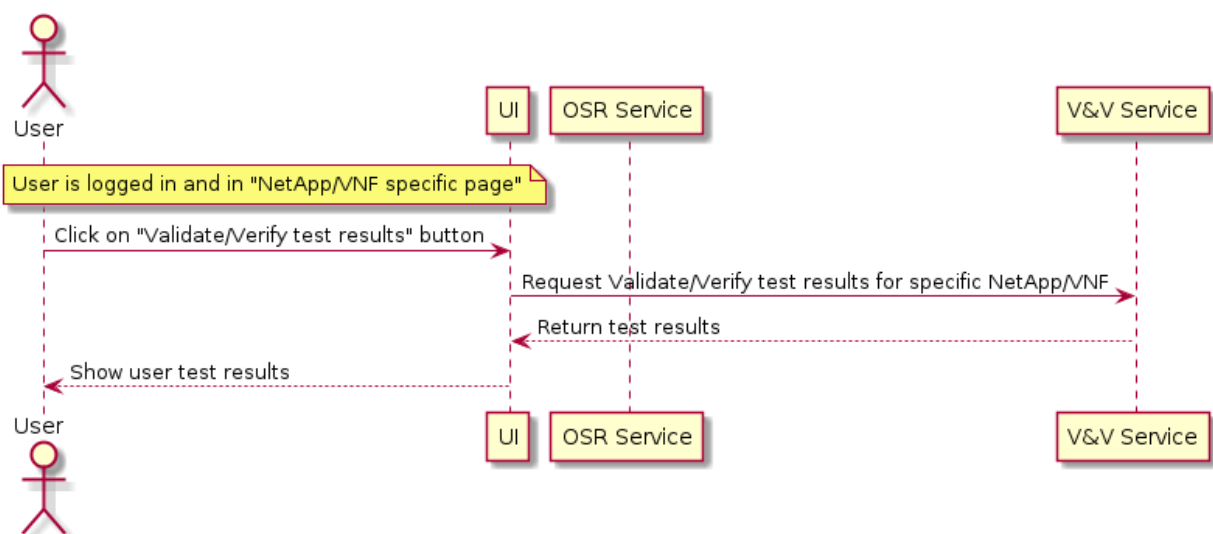 User
UI
OSR Service
V&V Service
User is logged in and in "NetApp/VNF specific page"
Click on "Validate/Verify test results" button
Request Validate/Verify test results for specific NetApp/VNF
Return test results
Show user test results
User
UI
OSR Service
V&V Service